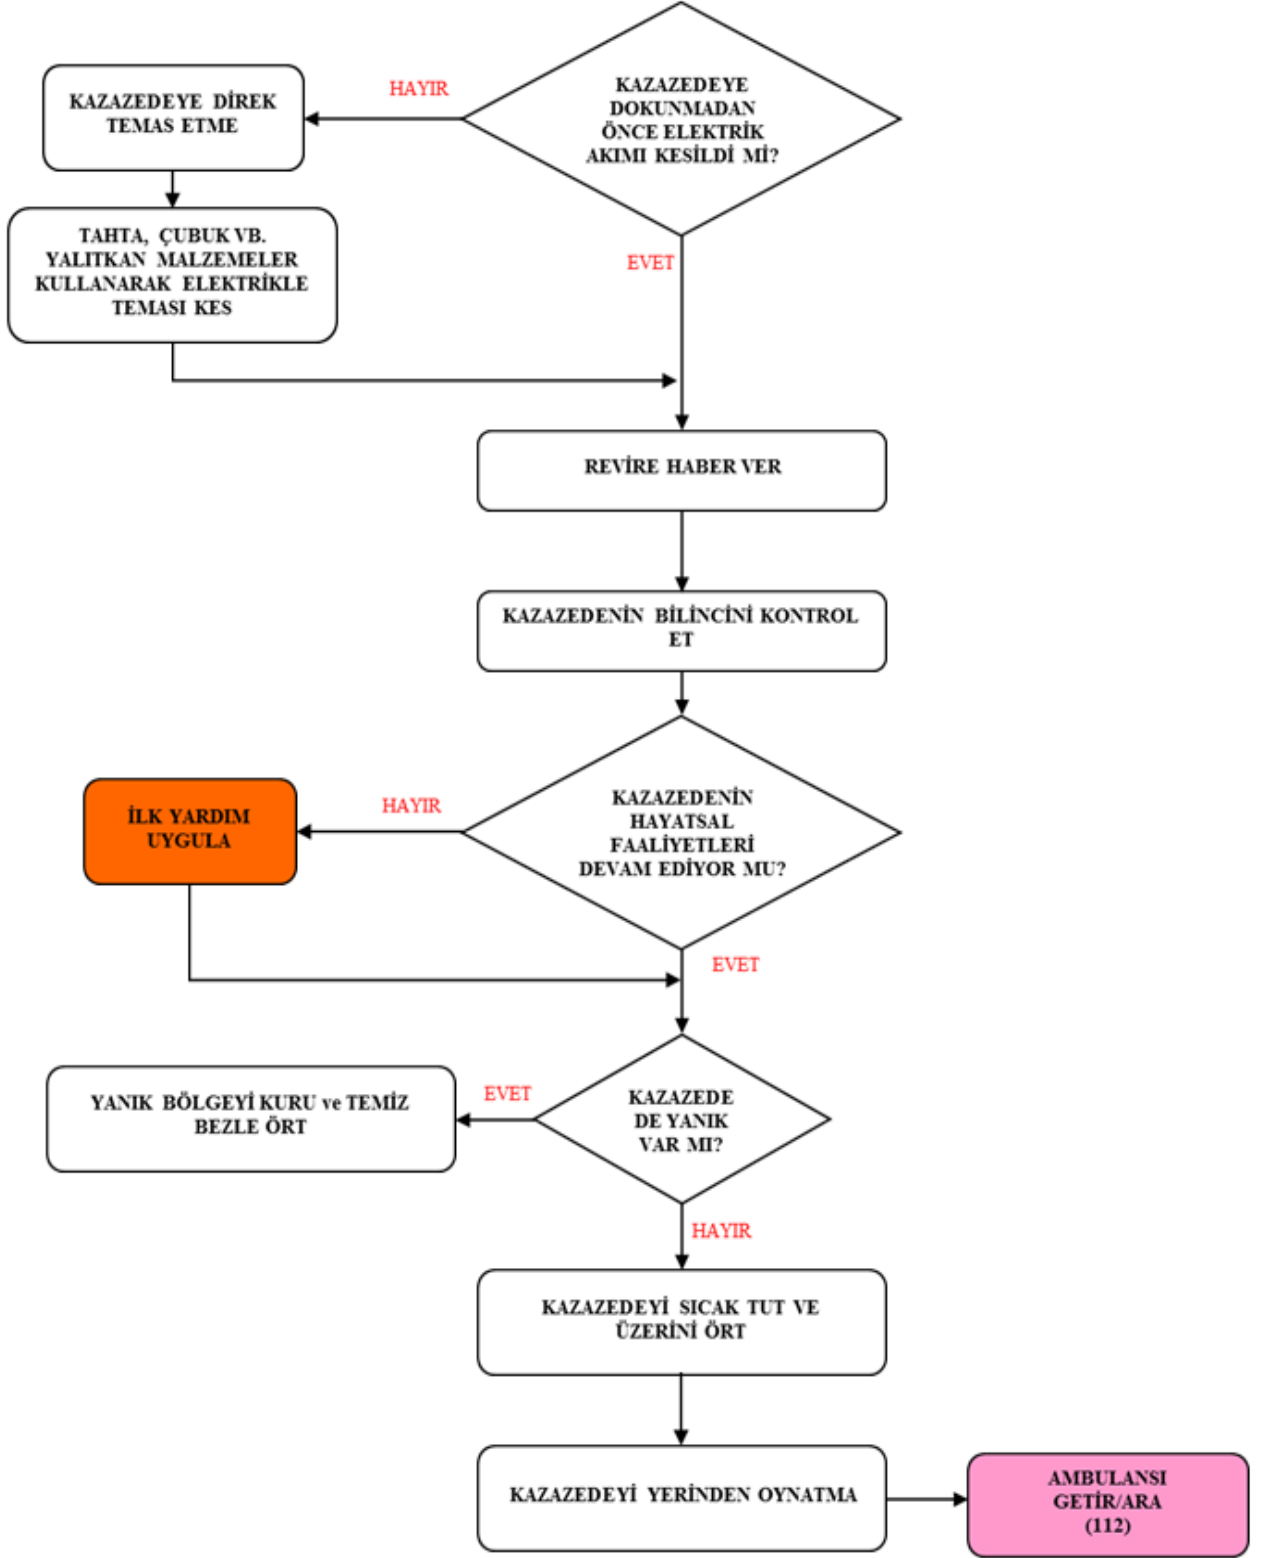 KAZAZEDEYE
DOKUNMADAN
ÖNCE ELEKTRİK
AKIMI KESİLDİ Mİ?
HAYIR
KAZAZEDEYE DİREK
TEMAS ETME
TAHTA, ÇUBUK VB.
YALITKAN MALZEMELER
KULLANARAK ELEKTRİKLE
TEMASI KES
EVET
REVİRE HABER VER
KAZAZEDENİN BİLİNCİNİ KONTROL
ET
KAZAZEDENİN
HAYATSAL
FAALİYETLERİ
DEVAM EDİYOR MU?
HAYIR
İLK YARDIM
UYGULA
EVET
KAZAZEDE
DE YANIK
VAR MI?
EVET
YANIK BÖLGEYİ KURU ve TEMİZ
BEZLE ÖRT
HAYIR
KAZAZEDEYİ SICAK TUT VE
ÜZERİNİ ÖRT
KAZAZEDEYİ YERİNDEN OYNATMA
AMBULANSI
GETİR/ARA
(112)